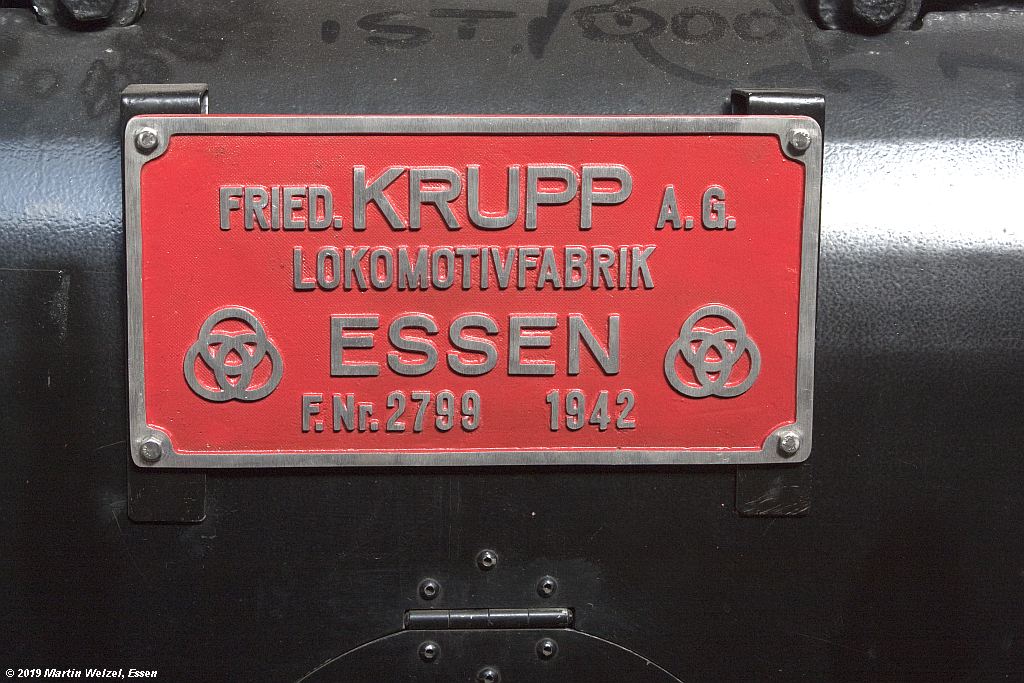 FRIED. KRUPP A. G.
LOKOMOTIVFABRIK
ESSEN
F. Nr. 2799 1942
© 2019 Martin Welzel, Essen